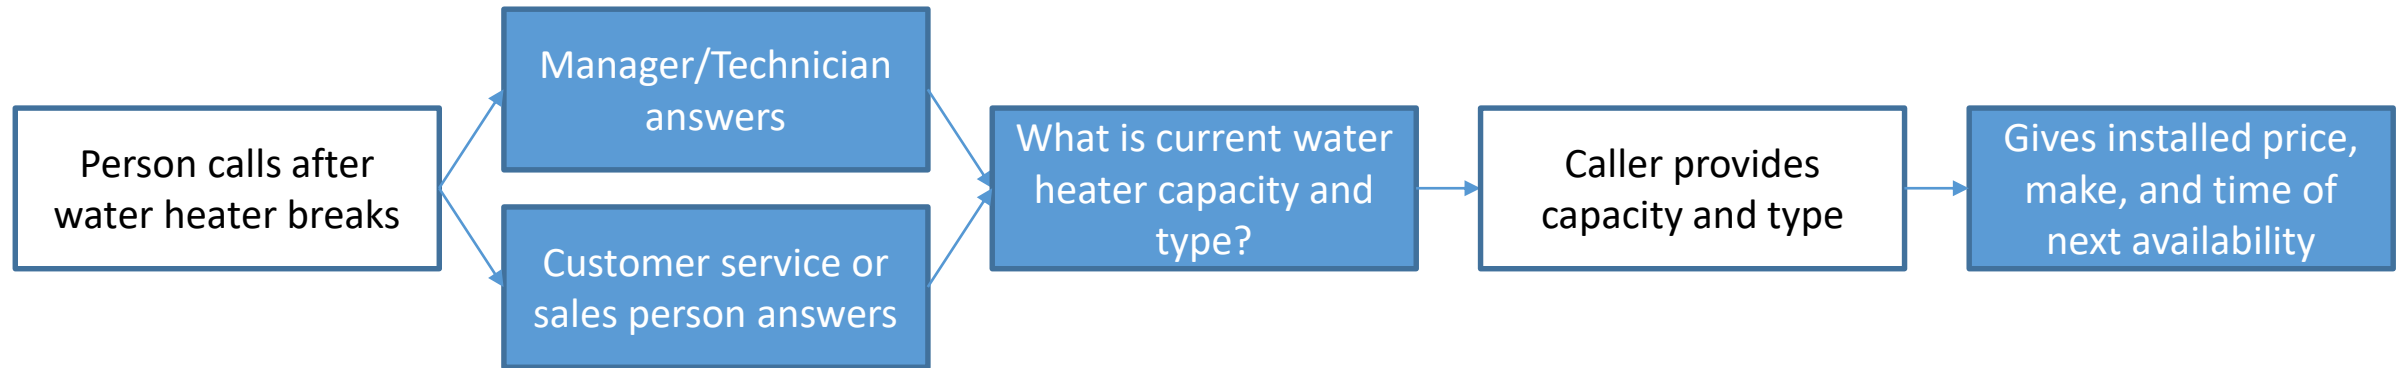 Person calls after
water heater breaks
Manager/Technician
answers
Customer service or
sales person answers
What is current water
heater capacity and
type?
Caller provides
capacity and type
Gives installed price,
make, and time of
next availability